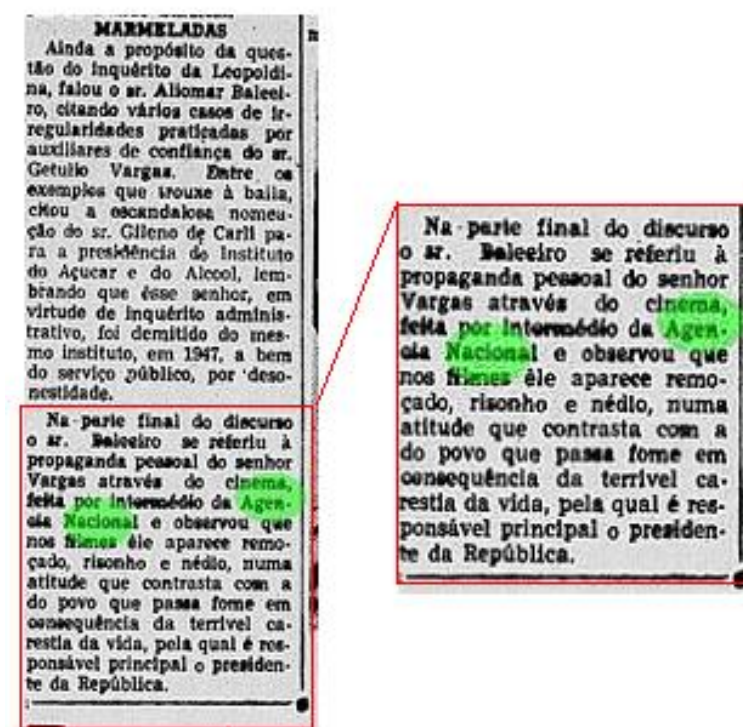 MARMELADAS
Ainda a propósito da ques-
tão do inquérito da Leopoldi-
na, falou o sr. Aliomar Baleei-
ro, citando vários casos de ir-
regularidades praticadas por
auxiliares de confiança do sr.
Getulio Vargas. Entre os
exemplos que trouxe à baila,
citou a escandalosa nomea-
ção do sr. Gileno de Carli pa-
ra a presidência do Instituto
do Açucar e do Alcool, lem-
brando que êsse senhor, em
virtude de inquérito adminis-
trativo, foi demitido do mes-
mo instituto, em 1947, a bem
do serviço público, por deso-
nestidade.
Na parte final do discurso
o sr. Baleeiro se referiu à
propaganda pessoal do senhor
Vargas através do cinema,
feita por intermédio da Agen-
cia Nacional e observou que
nos filmes êle aparece remo-
çado, risonho e nédio, numa
atitude que contrasta com a
do povo que passa fome em
consequência da terrivel ca-
restia da vida, pela qual é res-
ponsável principal o presiden-
te da República.
Na parte final do discurso
o sr. Baleeiro se referiu à
propaganda pessoal do senhor
Vargas através do cinema,
feita por intermédio da Agen-
cia Nacional e observou que
nos filmes êle aparece remo-
çado, risonho e nédio, numa
atitude que contrasta com a
do povo que passa fome em
consequência da terrivel ca-
restia da vida, pela qual é res-
ponsável principal o presiden-
te da República.